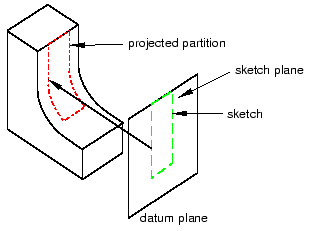 projected partition
sketch plane
sketch
datum plane